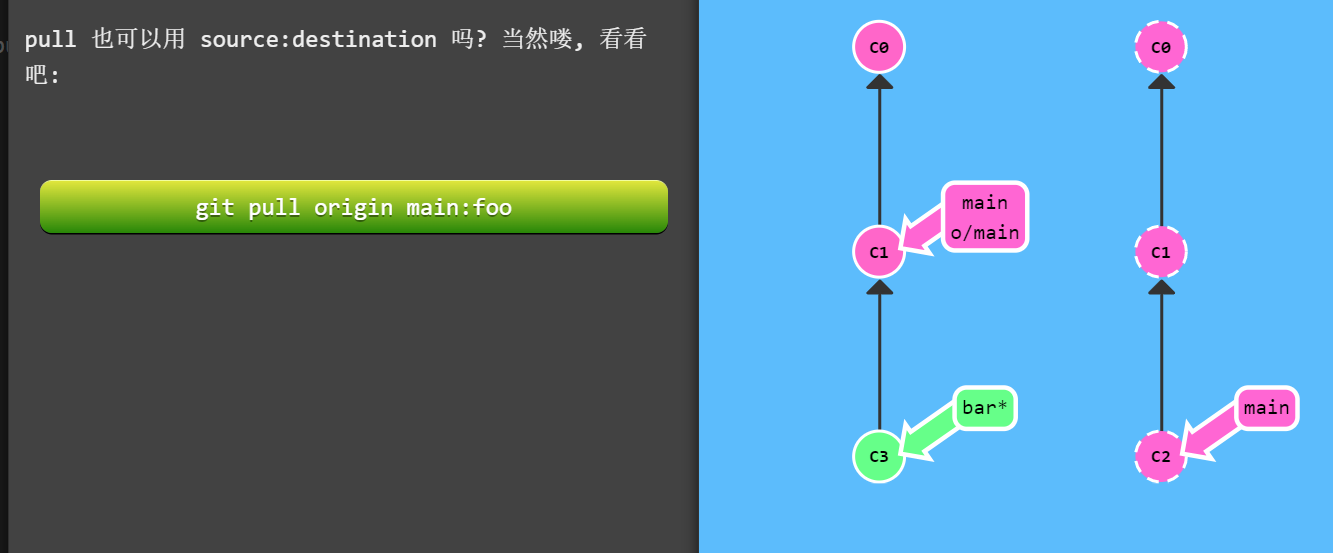 pull 也可以用 source:destination 吗? 当然喽, 看看
吧:
git pull origin main:foo
C0
C0
main
o/main
C1
C1
bar*
main
C3
C2